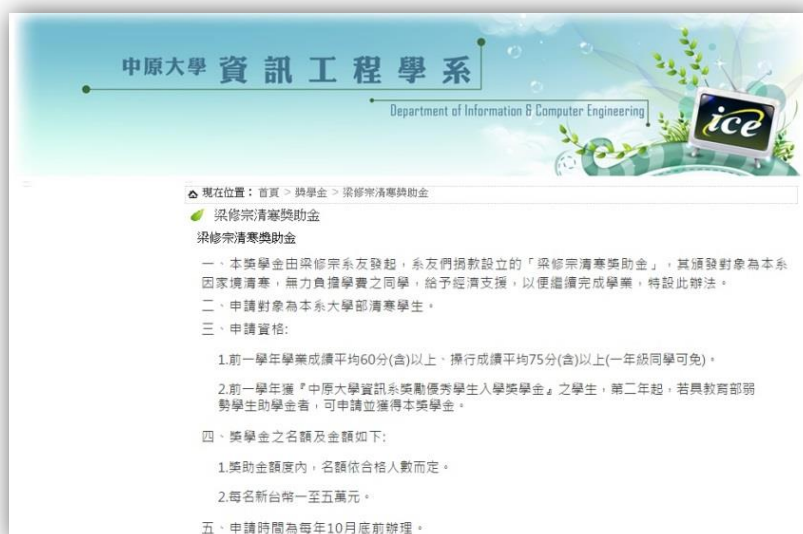 中原大學 資訊工程學系
Department of Information & Computer Engineering
ice
現在位置：首頁 > 獎學金 > 梁修宗清寒獎助金
梁修宗清寒獎助金
梁修宗清寒獎助金
一、本獎學金由梁修宗系友發起，系友們捐款設立的「梁修宗清寒獎助金」，其頒發對象為本系
因家境清寒，無力負擔學費之同學，給予經濟支援，以便繼續完成學業，特設此辦法。
二、申請對象為本系大學部清寒學生。
三、申請資格:
1.前一學年學業成績平均60分(含)以上、操行成績平均75分(含)以上(一年級同學可免)。
2.前一學年獲『中原大學資訊系獎勵優秀學生入學獎學金』之學生，第二年起，若具教育部弱
勢學生助學金者，可申請並獲得本獎學金。
四、獎學金之名額及金額如下:
1.獎助金額度內，名額依合格人數而定。
2.每名新台幣一至五萬元。
五、申請時間為每年10月底前辦理。